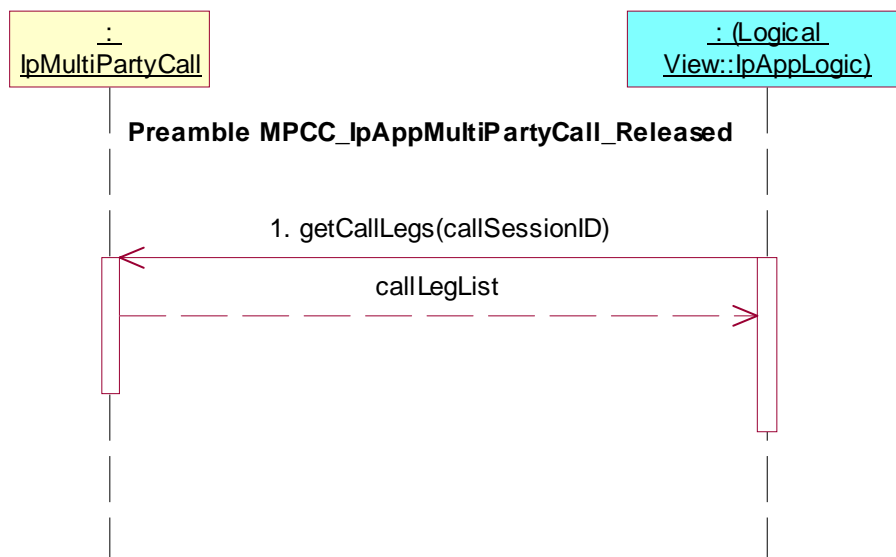 :
IpMultiPartyCall
: (Logical
View::IpAppLogic)
Preamble MPCC_IpAppMultiPartyCall_Released
1. getCallLegs(callSessionID)
callLegList